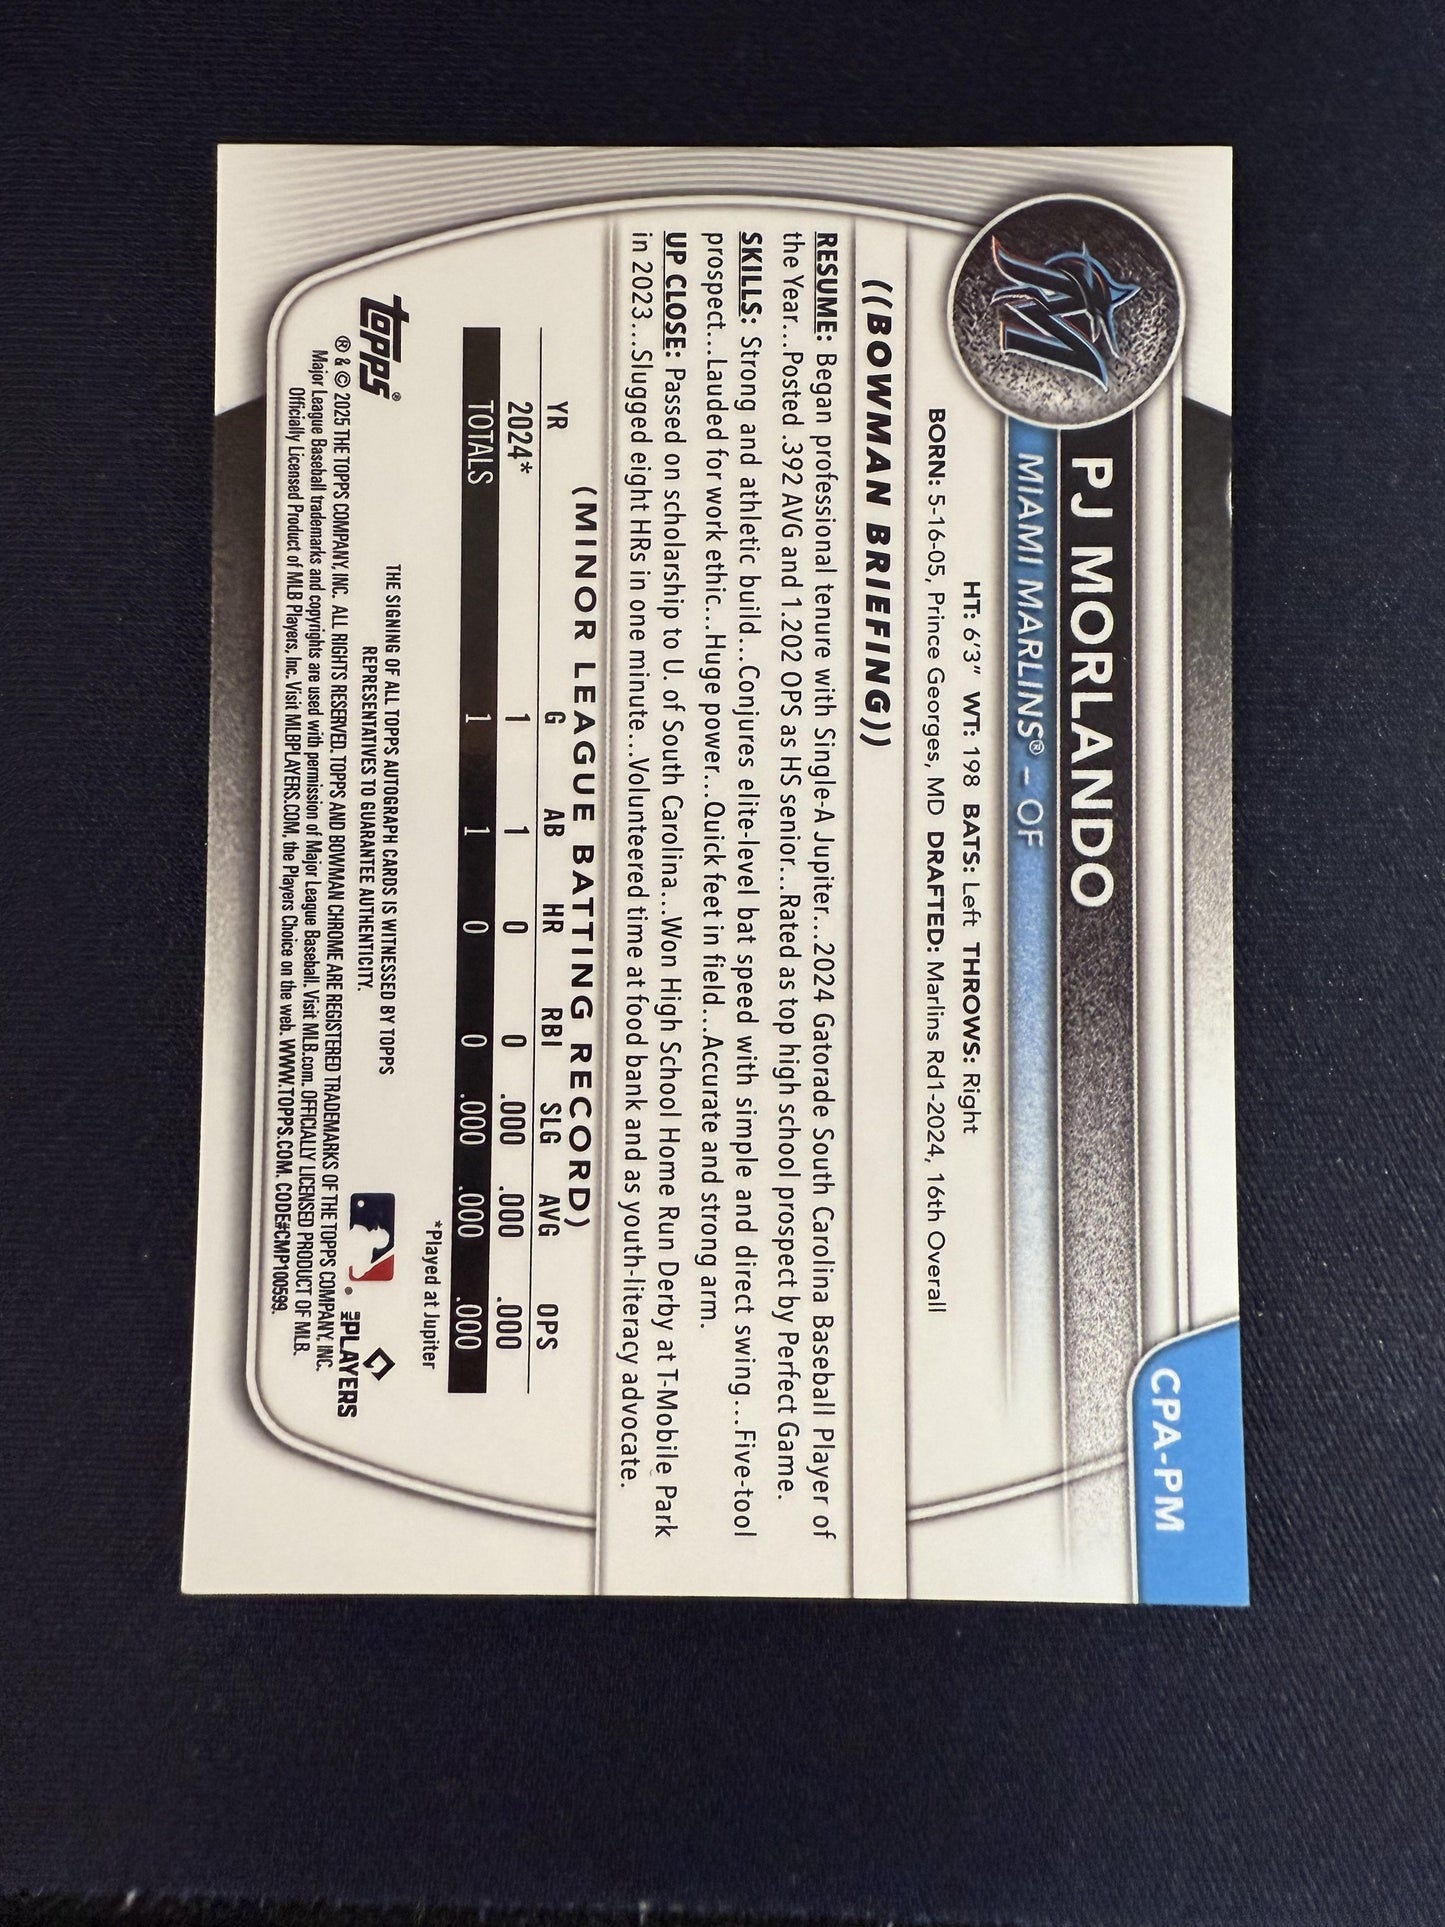 CPA-PM
PJ MORLANDO
MIAMI MARLINS® – OF
HT: 6'3" WT: 198 BATS: Left THROWS: Right
BORN: 5-16-05, Prince Georges, MD DRAFTED: Marlins Rd1-2024, 16th Overall
((BOWMAN BRIEFING))
RESUME: Began professional tenure with Single-A Jupiter...2024 Gatorade South Carolina Baseball Player of
the Year...Posted .392 AVG and 1.202 OPS as HS senior...Rated as top high school prospect by Perfect Game.
SKILLS: Strong and athletic build...Conjures elite-level bat speed with simple and direct swing...Five-tool
prospect...Lauded for work ethic...Huge power...Quick feet in field...Accurate and strong arm.
UP CLOSE: Passed on scholarship to U. of South Carolina...Won High School Home Run Derby at T-Mobile Park
in 2023...Slugged eight HRs in one minute...Volunteered time at food bank and as youth-literacy advocate.
(MINOR LEAGUE BATTING RECORD)
YR G AB HR RBI SLG AVG OPS
2024* 1 1 0 0 .000 .000 .000
TOTALS 1 1 0 0 .000 .000 .000
*Played at Jupiter
topps®
THE SIGNING OF ALL TOPPS AUTOGRAPH CARDS IS WITNESSED BY TOPPS
REPRESENTATIVES TO GUARANTEE AUTHENTICITY.
MLB PLAYERS
® & © 2025 THE TOPPS COMPANY, INC. ALL RIGHTS RESERVED. TOPPS AND BOWMAN CHROME ARE REGISTERED TRADEMARKS OF THE TOPPS COMPANY, INC.
Major League Baseball trademarks and copyrights are used with permission of Major League Baseball. Visit MLB.com. OFFICIALLY LICENSED PRODUCT OF MLB.
Officially Licensed Product of MLB Players, Inc. Visit MLBPLAYERS.COM, the Players Choice on the web. WWW.TOPPS.COM. CODE#CMP100599.